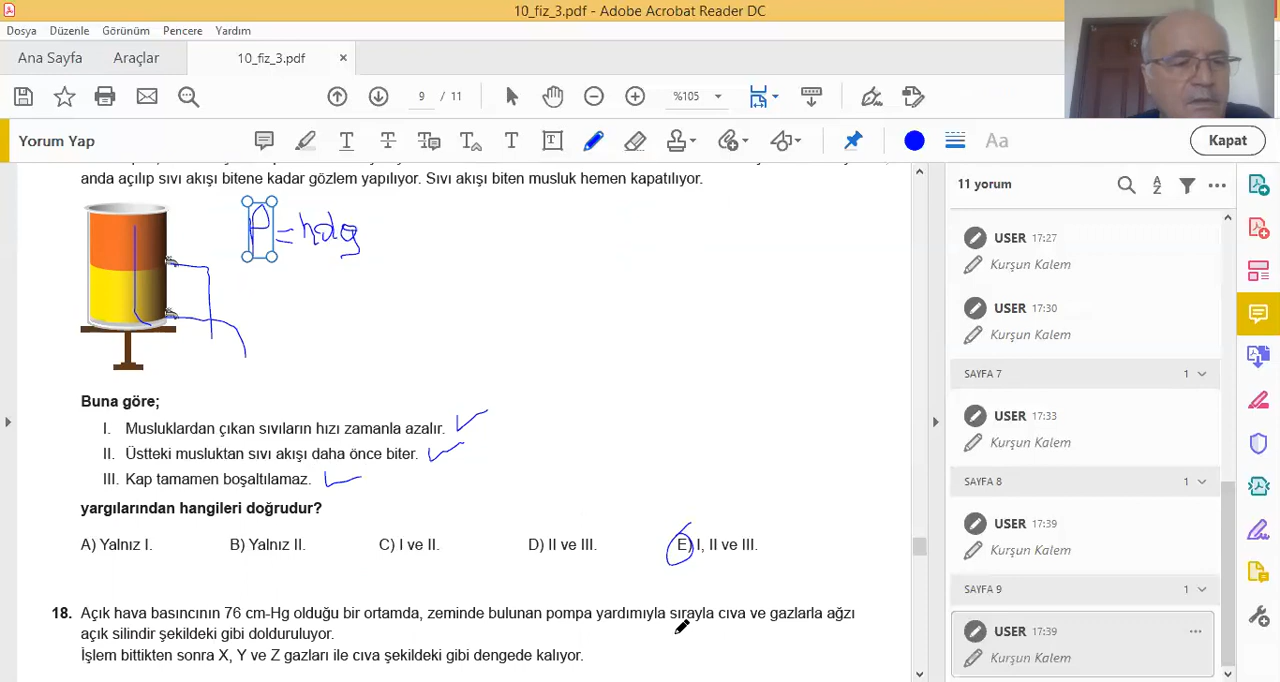 10_fiz_3.pdf - Adobe Acrobat Reader DC
Dosya Düzenle Görünüm Pencere Yardım
Ana Sayfa Araçlar 10_fiz_3.pdf ×
9 / 11 %105
Yorum Yap Aa Kapat
anda açılıp sıvı akışı bitene kadar gözlem yapılıyor. Sıvı akışı biten musluk hemen kapatılıyor.
P = hdg
Buna göre;
I. Musluklardan çıkan sıvıların hızı zamanla azalır.
II. Üstteki musluktan sıvı akışı daha önce biter.
III. Kap tamamen boşaltılamaz.
yargılarından hangileri doğrudur?
A) Yalnız I. B) Yalnız II. C) I ve II. D) II ve III. E) I, II ve III.
18. Açık hava basıncının 76 cm-Hg olduğu bir ortamda, zeminde bulunan pompa yardımıyla sırayla cıva ve gazlarla ağzı
açık silindir şekildeki gibi dolduruluyor.
İşlem bittikten sonra X, Y ve Z gazları ile cıva şekildeki gibi dengede kalıyor.
11 yorum
USER 17:27
Kurşun Kalem
USER 17:30
Kurşun Kalem
SAYFA 7 1
USER 17:33
Kurşun Kalem
SAYFA 8 1
USER 17:39
Kurşun Kalem
SAYFA 9 1
USER 17:39
Kurşun Kalem